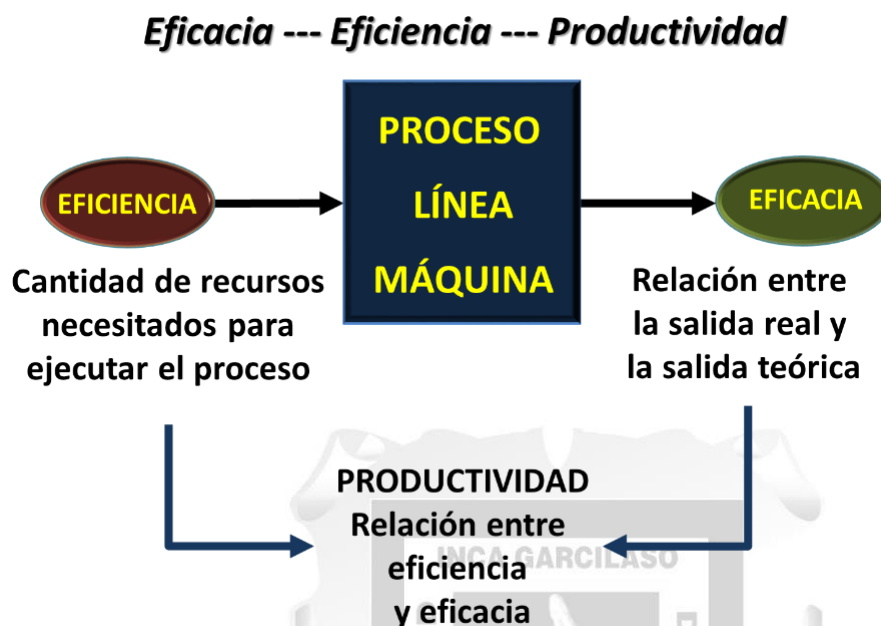 Eficacia --- Eficiencia --- Productividad
PROCESO
LÍNEA
MÁQUINA
EFICIENCIA
EFICACIA
Cantidad de recursos
necesitados para
ejecutar el proceso
Relación entre
la salida real y
la salida teórica
PRODUCTIVIDAD
Relación entre
eficiencia
y eficacia
INCA GARCILASO